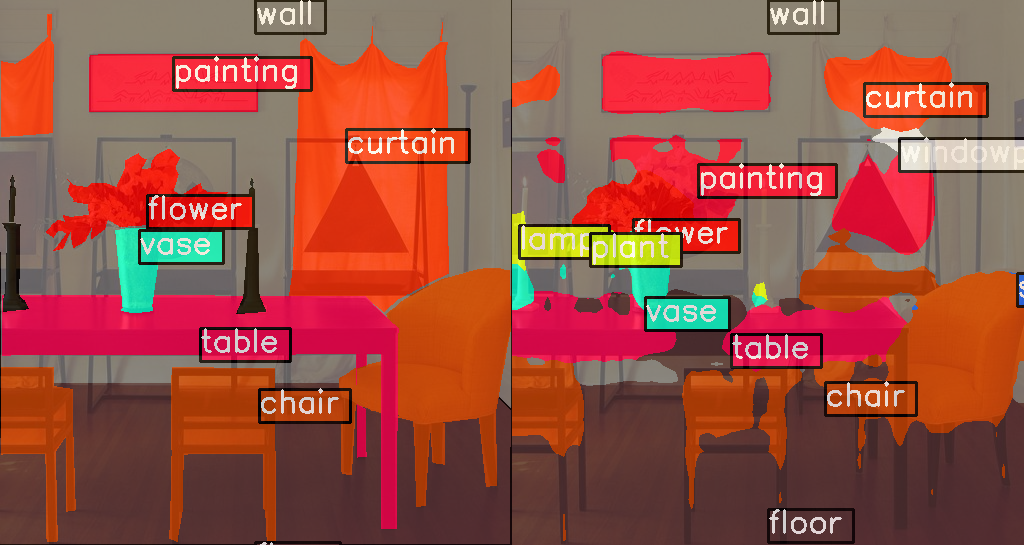 wall
painting
curtain
flower
vase
table
chair
wall
curtain
windowp
painting
flower
lamp
plant
vase
table
chair
floor